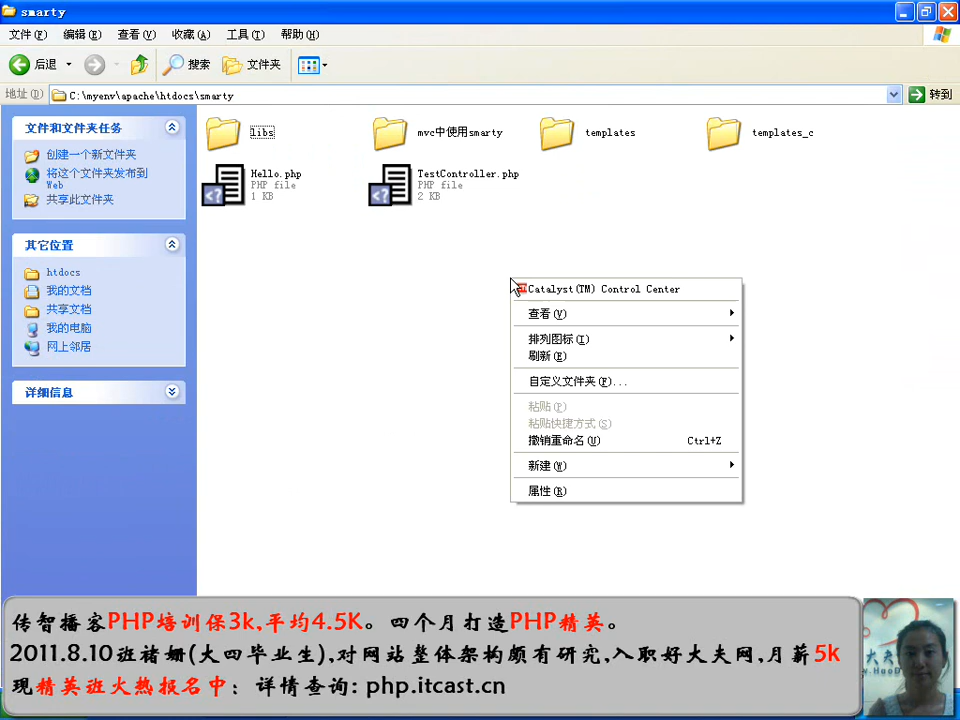 smarty
文件(F) 编辑(E) 查看(V) 收藏(A) 工具(T) 帮助(H)
后退 搜索 文件夹
地址(D) C:\myenv\apache\htdocs\smarty 转到
文件和文件夹任务
创建一个新文件夹
将这个文件夹发布到
Web
共享此文件夹
其它位置
htdocs
我的文档
共享文档
我的电脑
网上邻居
详细信息
libs mvc中使用smarty templates templates_c
Hello.php
PHP file
1 KB
TestController.php
PHP file
2 KB
Catalyst(TM) Control Center
查看(V)
排列图标(I)
刷新(E)
自定义文件夹(F)...
粘贴(P)
粘贴快捷方式(S)
撤销重命名(U) Ctrl+Z
新建(W)
属性(R)
传智播客PHP培训保3k,平均4.5K。四个月打造PHP精英。
2011.8.10班褚姗(大四毕业生),对网站整体架构颇有研究,入职好大夫网,月薪5k
现精英班火热报名中：详情查询: php.itcast.cn